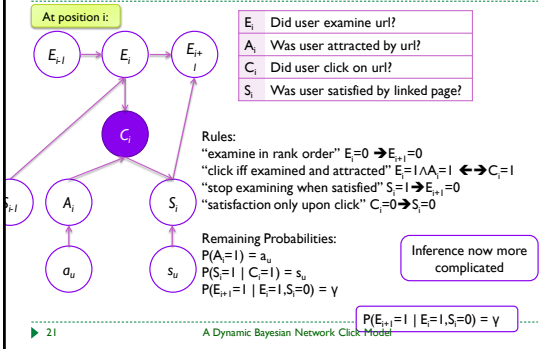 At position i:
E_i Did user examine url?
A_i Was user attracted by url?
C_i Did user click on url?
S_i Was user satisfied by linked page?
E_{i-1}
E_i
E_{i+
1
C_i
S_{i-1}
A_i
S_i
a_u
s_u
Rules:
“examine in rank order” E_i=0 ➔E_{i+1}=0
“click iff examined and attracted” E_i=1∧A_i=1 ←➔C_i=1
“stop examining when satisfied” S_i=1➔E_{i+1}=0
“satisfaction only upon click” C_i=0➔S_i=0
Remaining Probabilities:
P(A_i=1) = a_u
P(S_i=1 | C_i=1) = s_u
P(E_{i+1}=1 | E_i=1,S_i=0) = γ
Inference now more
complicated
P(E_{i+1}=1 | E_i=1,S_i=0) = γ
21
A Dynamic Bayesian Network Click Model